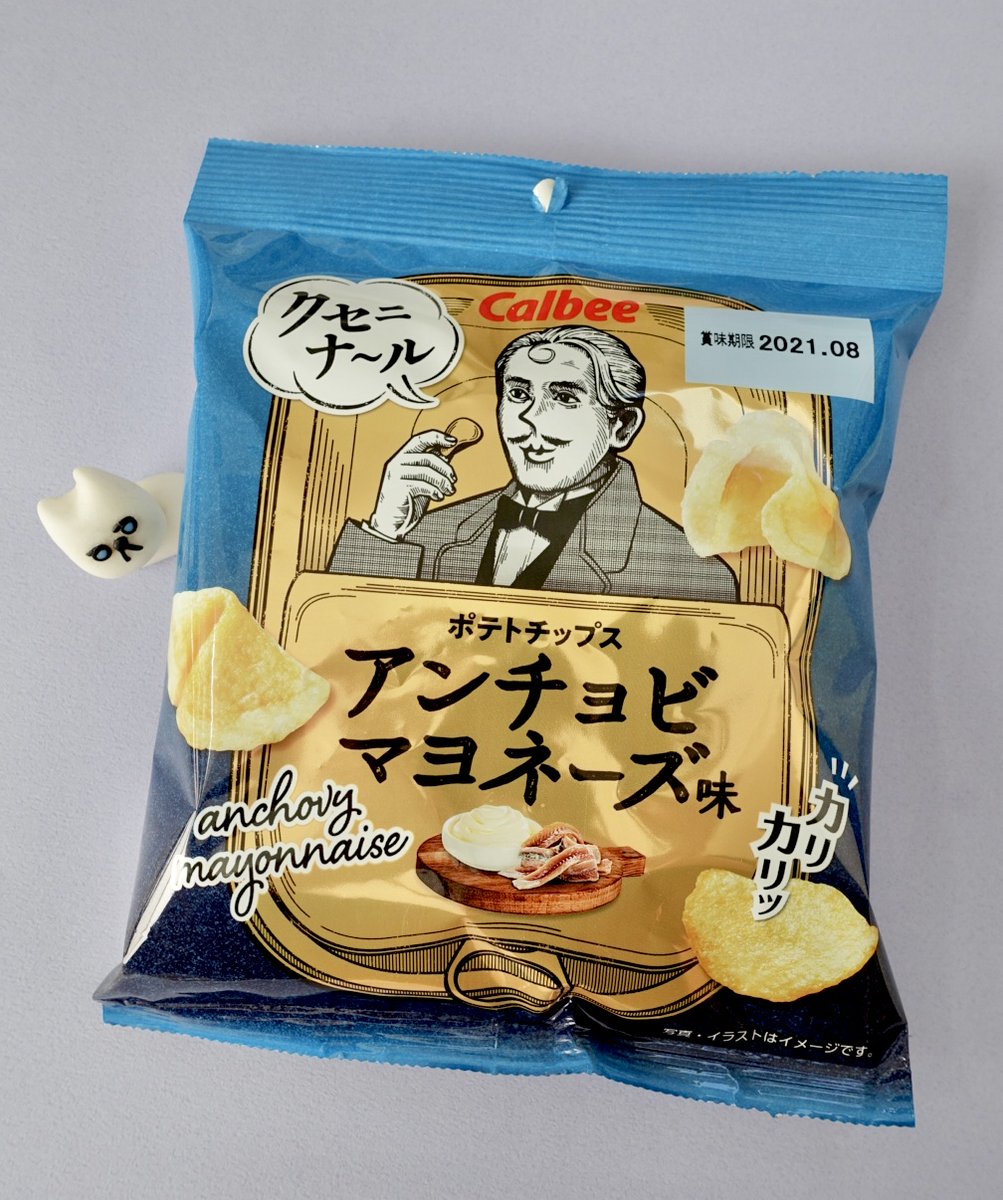 Calbee
クセニ
ナ〜ル
賞味期限 2021.08
ポテトチップス
アンチョビ
マヨネーズ味
anchovy
mayonnaise
カリ
カリッ
写真・イラストはイメージです。